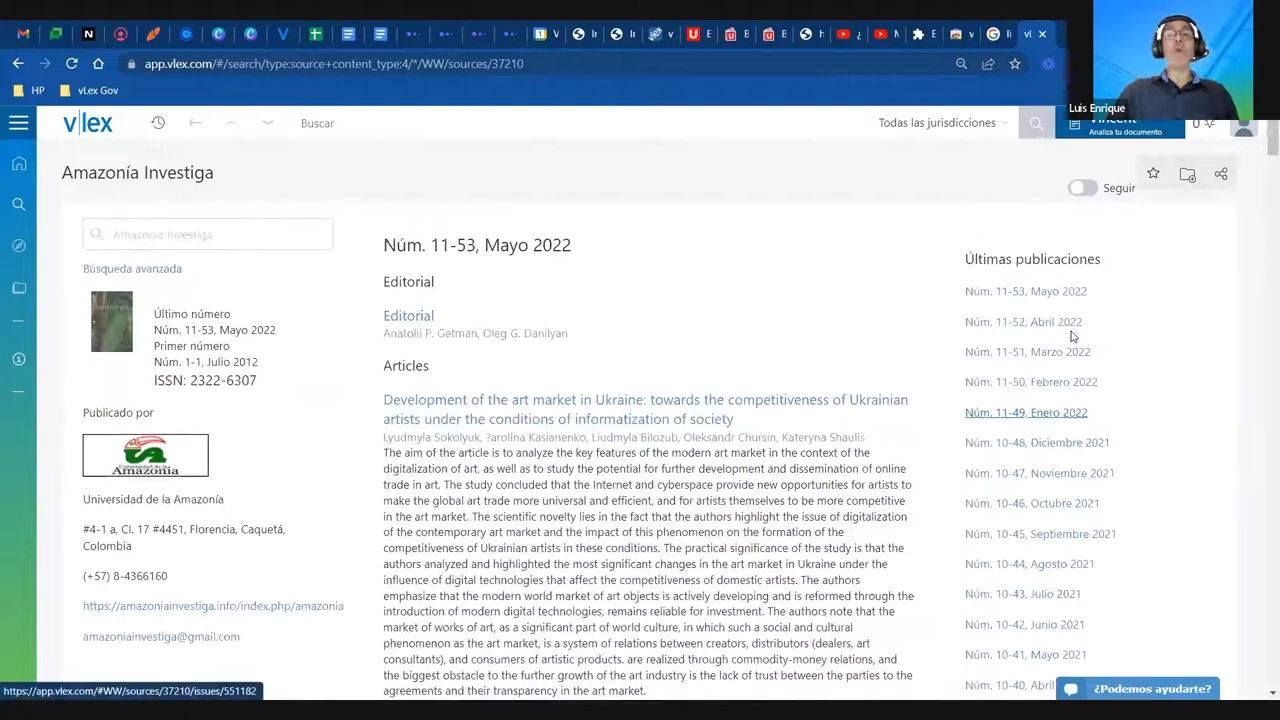 app.vlex.com/#/search/type:source+content_type:4/*/WW/sources/37210
HP
vLex Gov
Luis Enrique
v|lex
Buscar
Todas las jurisdicciones
Vincent
Analiza tu documento
0
Amazonía Investiga
Seguir
Amazonía Investiga
Búsqueda avanzada
Último número
Núm. 11-53, Mayo 2022
Primer número
Núm. 1-1, Julio 2012
ISSN: 2322-6307
Publicado por
Universidad de la
Amazonia
Universidad de la Amazonía
#4-1 a, Cl. 17 #4451, Florencia, Caquetá,
Colombia
(+57) 8-4366160
https://amazoniainvestiga.info/index.php/amazonia
amazoniainvestiga@gmail.com
Núm. 11-53, Mayo 2022
Editorial
Editorial
Anatolii P. Getman, Oleg G. Danilyan
Articles
Development of the art market in Ukraine: towards the competitiveness of Ukrainian
artists under the conditions of informatization of society
Lyudmyla Sokolyuk, ?arolina Kasianenko, Liudmyla Bilozub, Oleksandr Chursin, Kateryna Shaulis
The aim of the article is to analyze the key features of the modern art market in the context of the
digitalization of art, as well as to study the potential for further development and dissemination of online
trade in art. The study concluded that the Internet and cyberspace provide new opportunities for artists to
make the global art trade more universal and efficient, and for artists themselves to be more competitive
in the art market. The scientific novelty lies in the fact that the authors highlight the issue of digitalization
of the contemporary art market and the impact of this phenomenon on the formation of the
competitiveness of Ukrainian artists in these conditions. The practical significance of the study is that the
authors analyzed and highlighted the most significant changes in the art market in Ukraine under the
influence of digital technologies that affect the competitiveness of domestic artists. The authors
emphasize that the modern world market of art objects is actively developing and is reformed through the
introduction of modern digital technologies, remains reliable for investment. The authors note that the
market of works of art, as a significant part of world culture, in which such a social and cultural
phenomenon as the art market, is a system of relations between creators, distributors (dealers, art
consultants), and consumers of artistic products. are realized through commodity-money relations, and
the biggest obstacle to the further growth of the art industry is the lack of trust between the parties to the
agreements and their transparency in the art market.
Últimas publicaciones
Núm. 11-53, Mayo 2022
Núm. 11-52, Abril 2022
Núm. 11-51, Marzo 2022
Núm. 11-50, Febrero 2022
Núm. 11-49, Enero 2022
Núm. 10-48, Diciembre 2021
Núm. 10-47, Noviembre 2021
Núm. 10-46, Octubre 2021
Núm. 10-45, Septiembre 2021
Núm. 10-44, Agosto 2021
Núm. 10-43, Julio 2021
Núm. 10-42, Junio 2021
Núm. 10-41, Mayo 2021
Núm. 10-40, Abril
¿Podemos ayudarte?
https://app.vlex.com/#WW/sources/37210/issues/551182